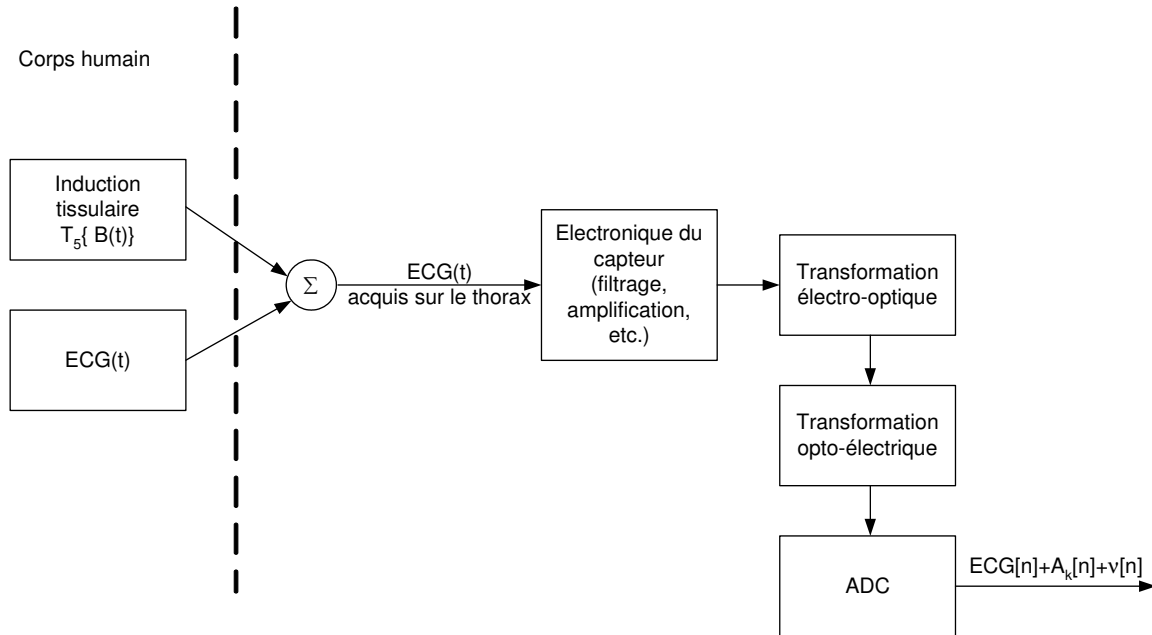 Corps humain
Induction
tissulaire
T₅{ B(t)}
ECG(t)
Σ
ECG(t)
acquis sur le thorax
Electronique du
capteur
(filtrage,
amplification,
etc.)
Transformation
électro-optique
Transformation
opto-électrique
ADC
ECG[n]+Aₖ[n]+ν[n]